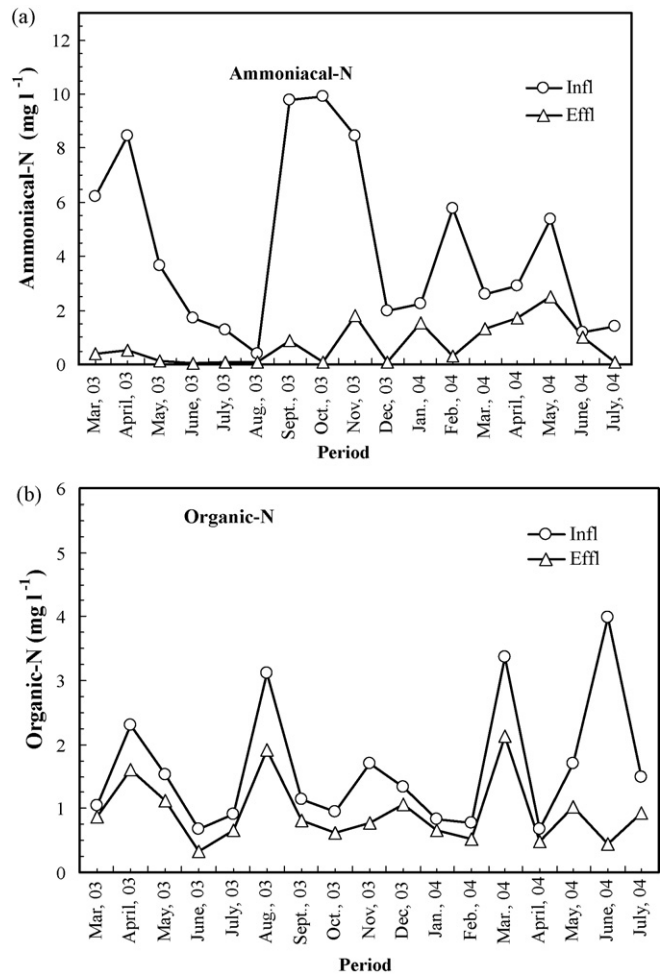 (a)
Ammoniacal-N (mg l⁻¹)
12
10
8
6
4
2
0
Ammoniacal-N
Infl
Effl
Mar, 03
April, 03
May, 03
June, 03
July, 03
Aug., 03
Sept., 03
Oct., 03
Nov, 03
Dec, 03
Jan., 04
Feb., 04
Mar., 04
April, 04
May, 04
June, 04
July, 04
Period
(b)
Organic-N (mg l⁻¹)
6
5
4
3
2
1
0
Organic-N
Infl
Effl
Mar, 03
April, 03
May, 03
June, 03
July, 03
Aug., 03
Sept., 03
Oct., 03
Nov, 03
Dec, 03
Jan., 04
Feb., 04
Mar., 04
April, 04
May, 04
June, 04
July, 04
Period